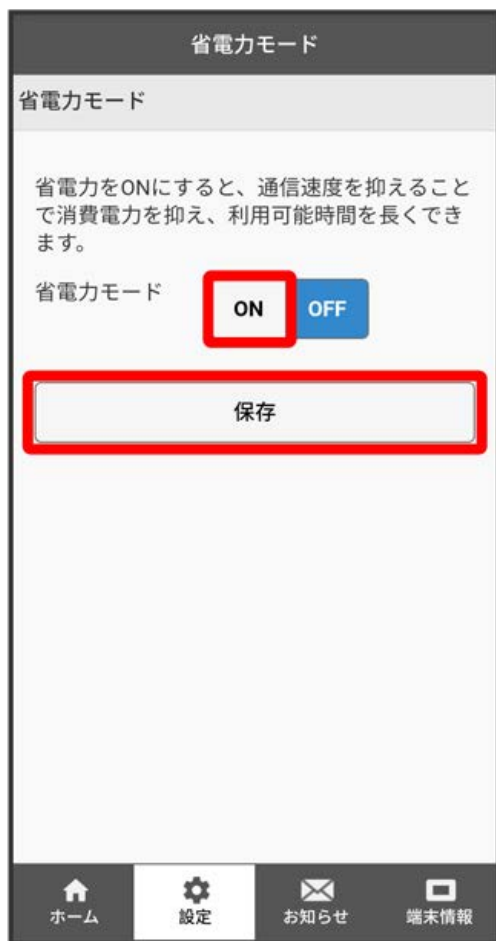 省電力モード
省電力モード
省電力をONにすると、通信速度を抑えること
で消費電力を抑え、利用可能時間を長くでき
ます。
省電力モード
ON OFF
保存
ホーム 設定 お知らせ 端末情報